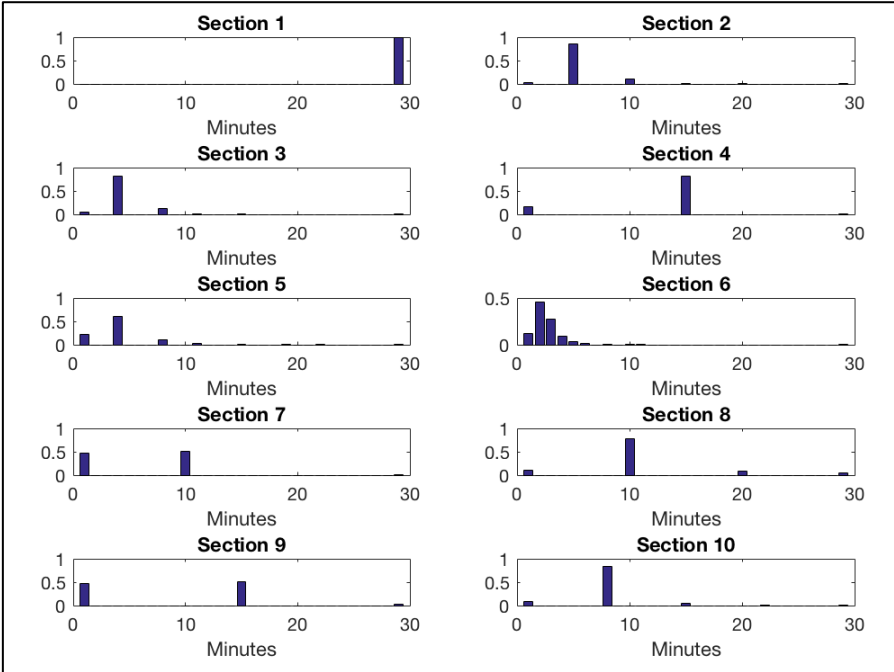 Section 1
1
0.5
0
0 10 20 30
Minutes
Section 2
1
0.5
0
0 10 20 30
Minutes
Section 3
1
0.5
0
0 10 20 30
Minutes
Section 4
1
0.5
0
0 10 20 30
Minutes
Section 5
1
0.5
0
0 10 20 30
Minutes
Section 6
0.5
0
0 10 20 30
Minutes
Section 7
1
0.5
0
0 10 20 30
Minutes
Section 8
1
0.5
0
0 10 20 30
Minutes
Section 9
1
0.5
0
0 10 20 30
Minutes
Section 10
1
0.5
0
0 10 20 30
Minutes